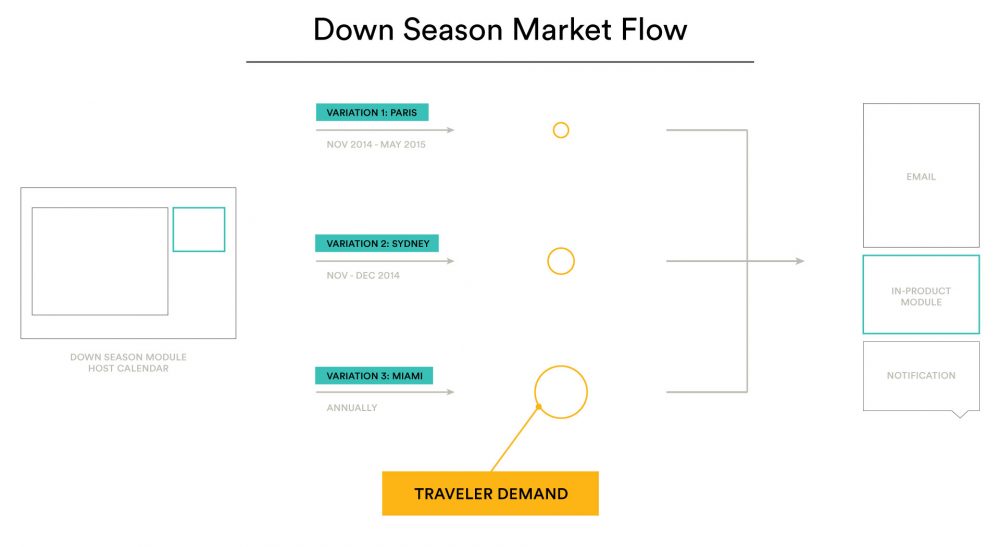 Down Season Market Flow
VARIATION 1: PARIS
NOV 2014 - MAY 2015
VARIATION 2: SYDNEY
NOV - DEC 2014
VARIATION 3: MIAMI
ANNUALLY
DOWN SEASON MODULE
HOST CALENDAR
EMAIL
IN-PRODUCT
MODULE
NOTIFICATION
TRAVELER DEMAND